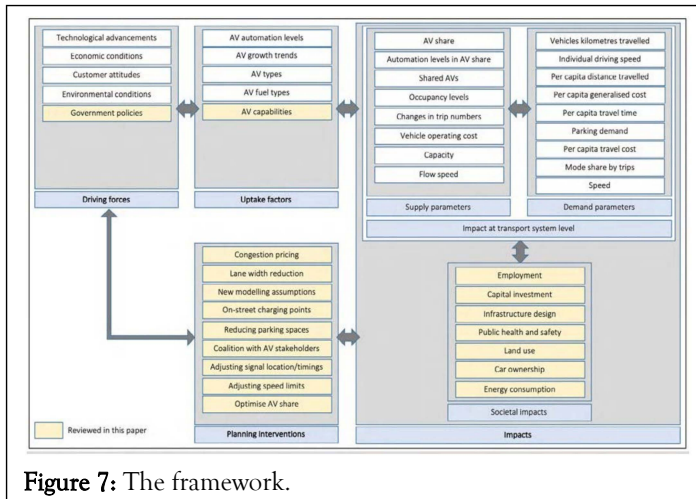 Technological advancements
Economic conditions
Customer attitudes
Environmental conditions
Government policies
Driving forces
AV automation levels
AV growth trends
AV types
AV fuel types
AV capabilities
Uptake factors
AV share
Automation levels in AV share
Shared AVs
Occupancy levels
Changes in trip numbers
Vehicle operating cost
Capacity
Flow speed
Supply parameters
Vehicles kilometres travelled
Individual driving speed
Per capita distance travelled
Per capita generalised cost
Per capita travel time
Parking demand
Per capita travel cost
Mode share by trips
Speed
Demand parameters
Impact at transport system level
Congestion pricing
Lane width reduction
New modelling assumptions
On-street charging points
Reducing parking spaces
Coalition with AV stakeholders
Adjusting signal location/timings
Adjusting speed limits
Optimise AV share
Planning Interventions
Employment
Capital investment
Infrastructure design
Public health and safety
Land use
Car ownership
Energy consumption
Societal impacts
Impacts
Reviewed in this paper
Figure 7: The framework.